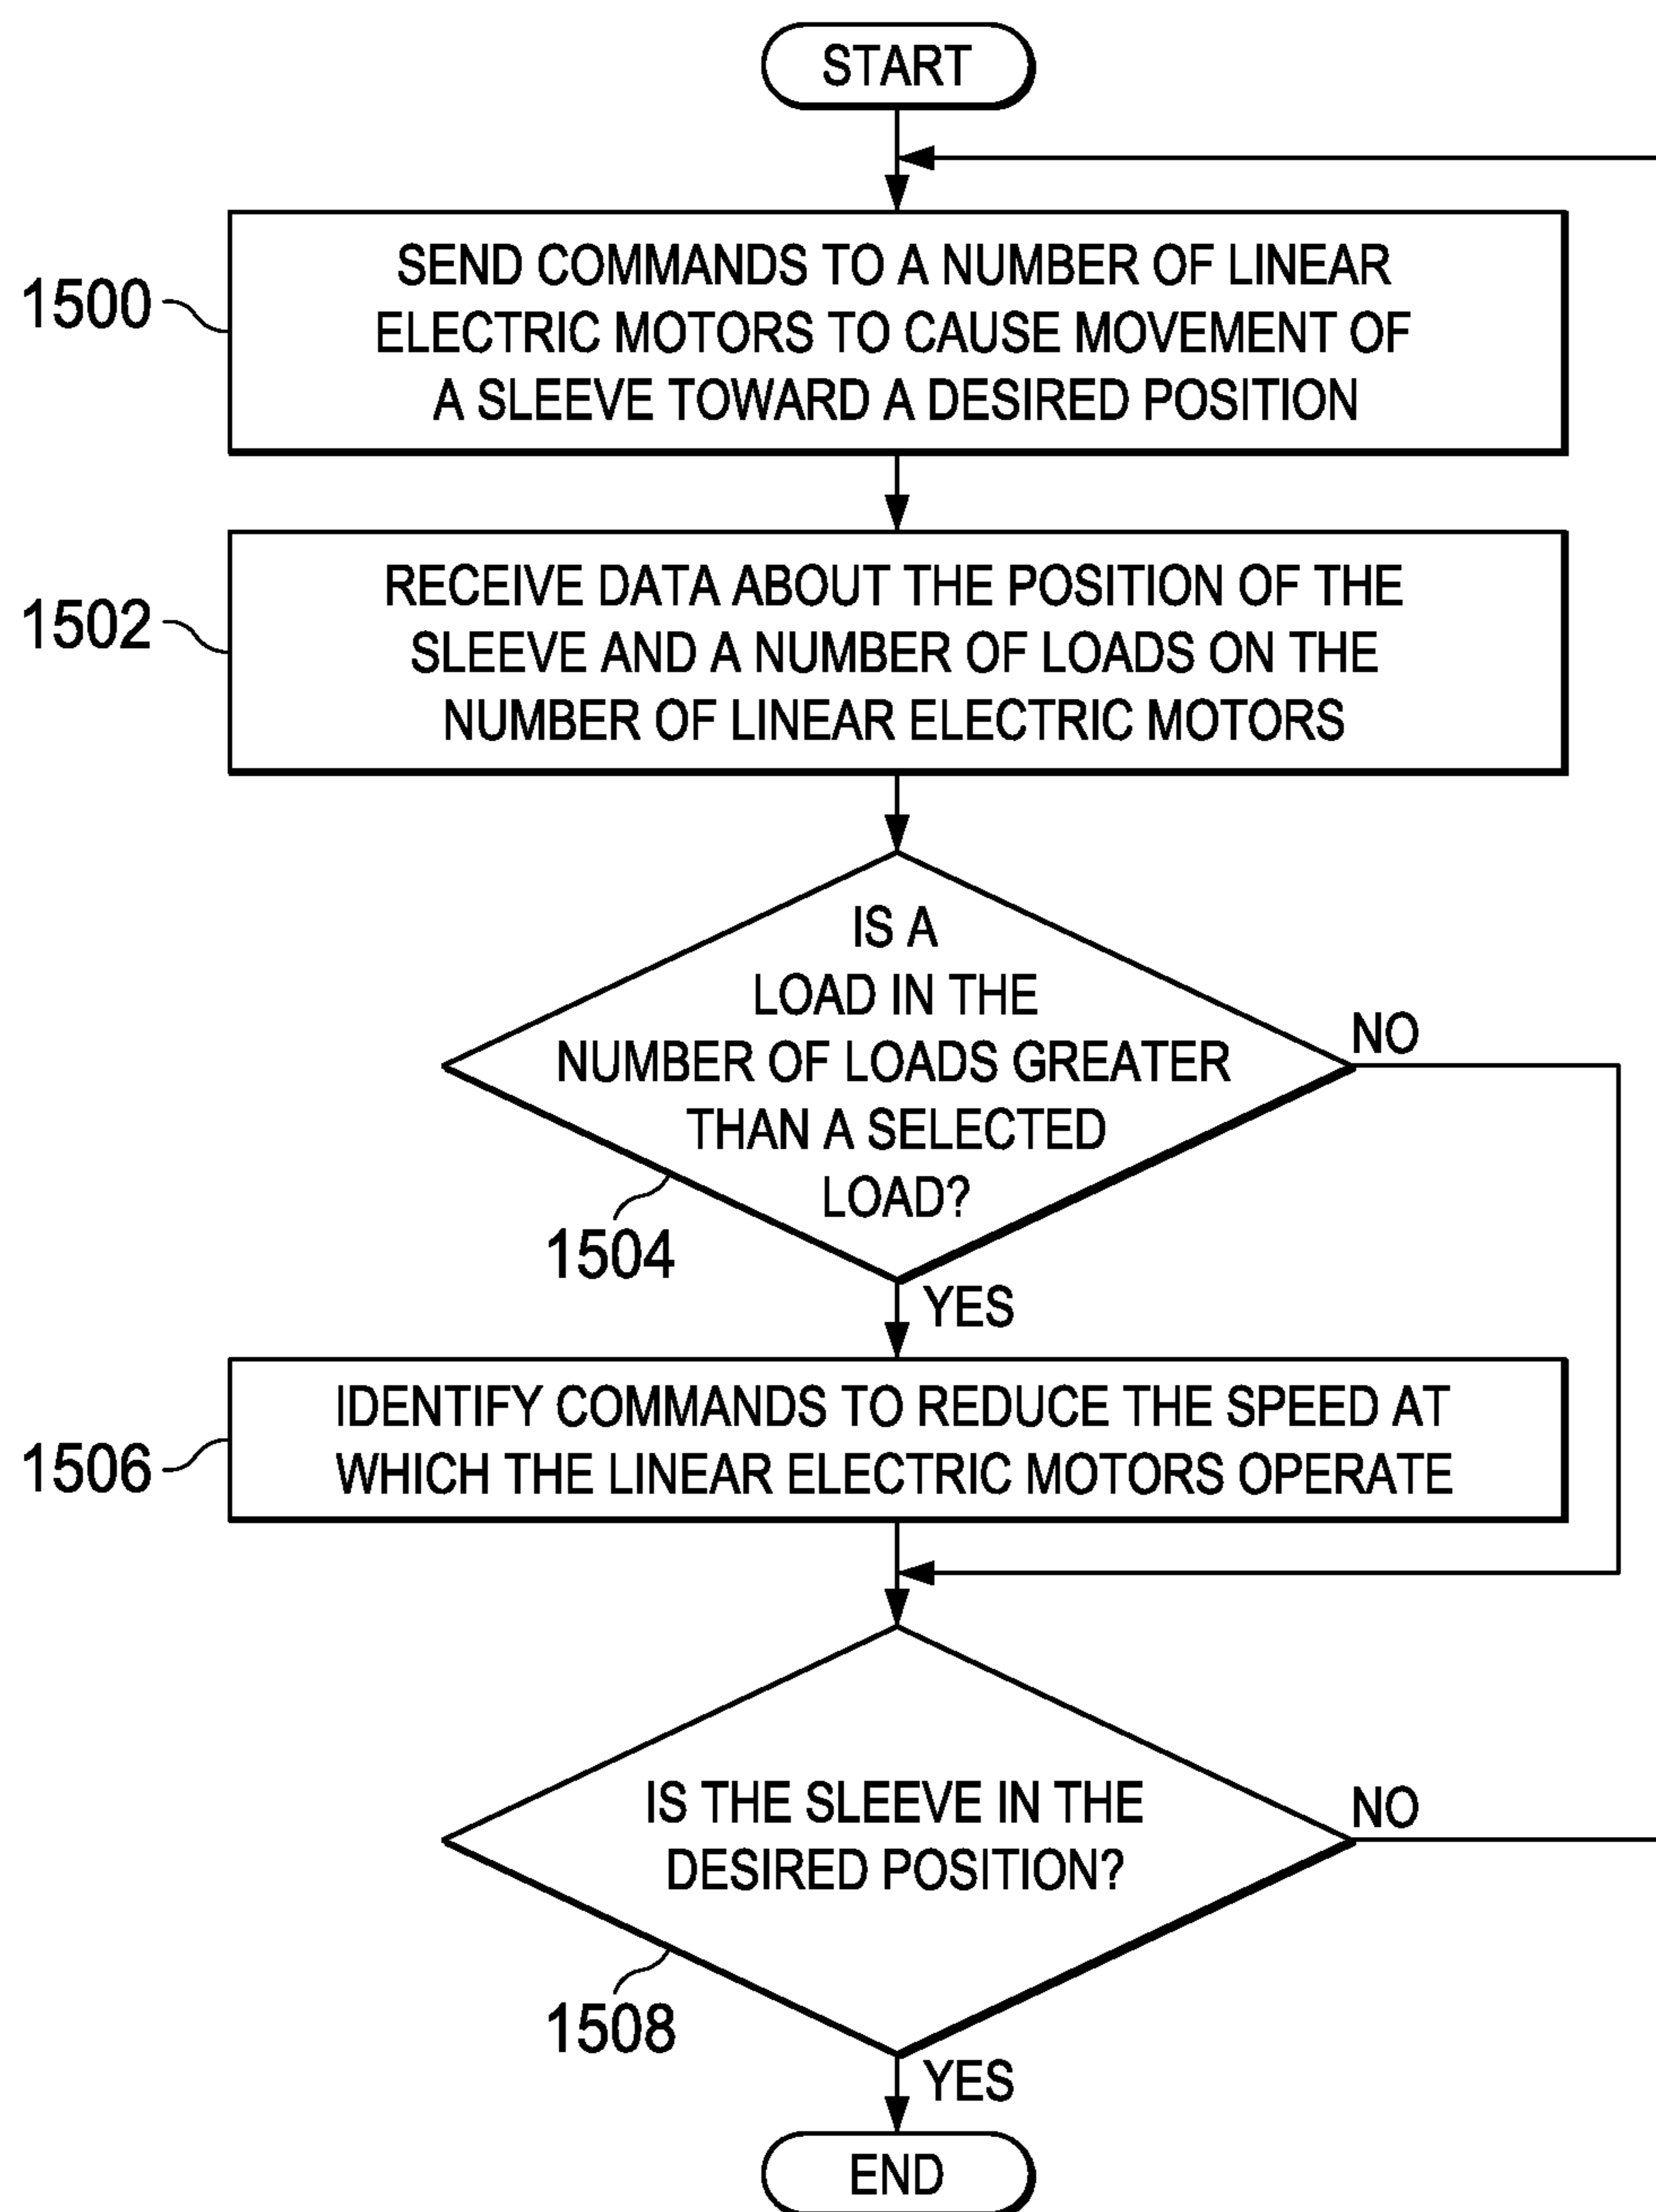 START
1500
SEND COMMANDS TO A NUMBER OF LINEAR
ELECTRIC MOTORS TO CAUSE MOVEMENT OF
A SLEEVE TOWARD A DESIRED POSITION
1502
RECEIVE DATA ABOUT THE POSITION OF THE
SLEEVE AND A NUMBER OF LOADS ON THE
NUMBER OF LINEAR ELECTRIC MOTORS
IS A
LOAD IN THE
NUMBER OF LOADS GREATER
THAN A SELECTED
LOAD?
NO
1504
YES
1506
IDENTIFY COMMANDS TO REDUCE THE SPEED AT
WHICH THE LINEAR ELECTRIC MOTORS OPERATE
IS THE SLEEVE IN THE
DESIRED POSITION?
NO
1508
YES
END